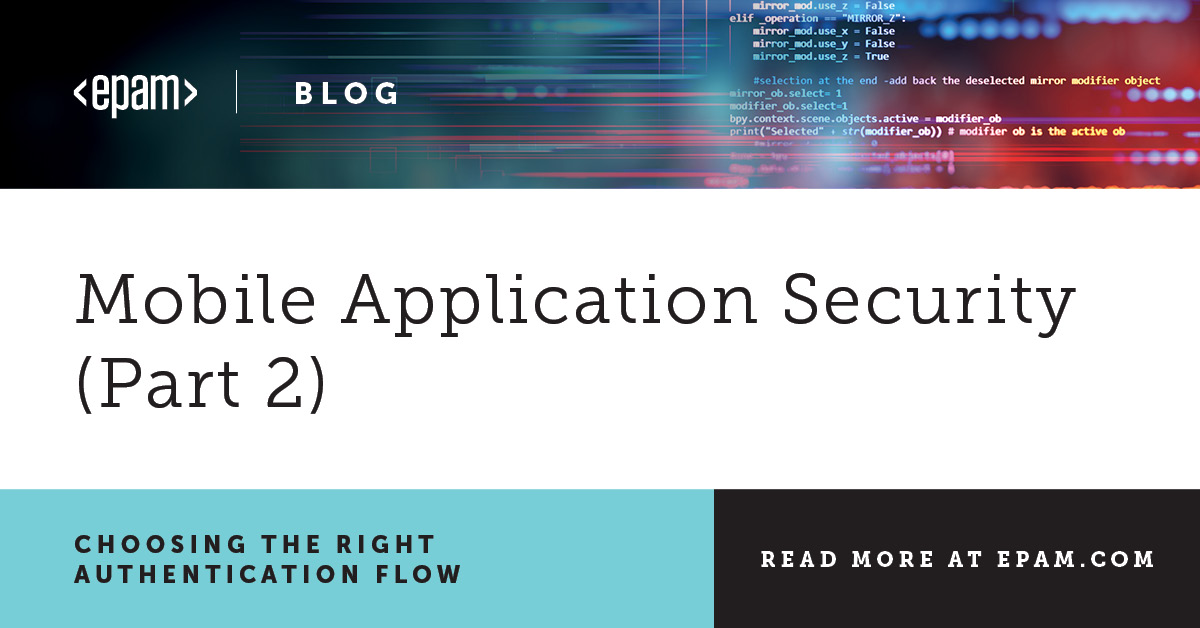 mirror_mod.use_z = False
elif _operation == "MIRROR_Z":
mirror_mod.use_x = False
mirror_mod.use_y = False
mirror_mod.use_z = True
#selection at the end -add back the deselected mirror modifier object
mirror_ob.select= 1
modifier_ob.select=1
bpy.context.scene.objects.active = modifier_ob
print("Selected" + str(modifier_ob)) # modifier ob is the active ob
<epam> | BLOG
Mobile Application Security
(Part 2)
CHOOSING THE RIGHT
AUTHENTICATION FLOW
READ MORE AT EPAM.COM